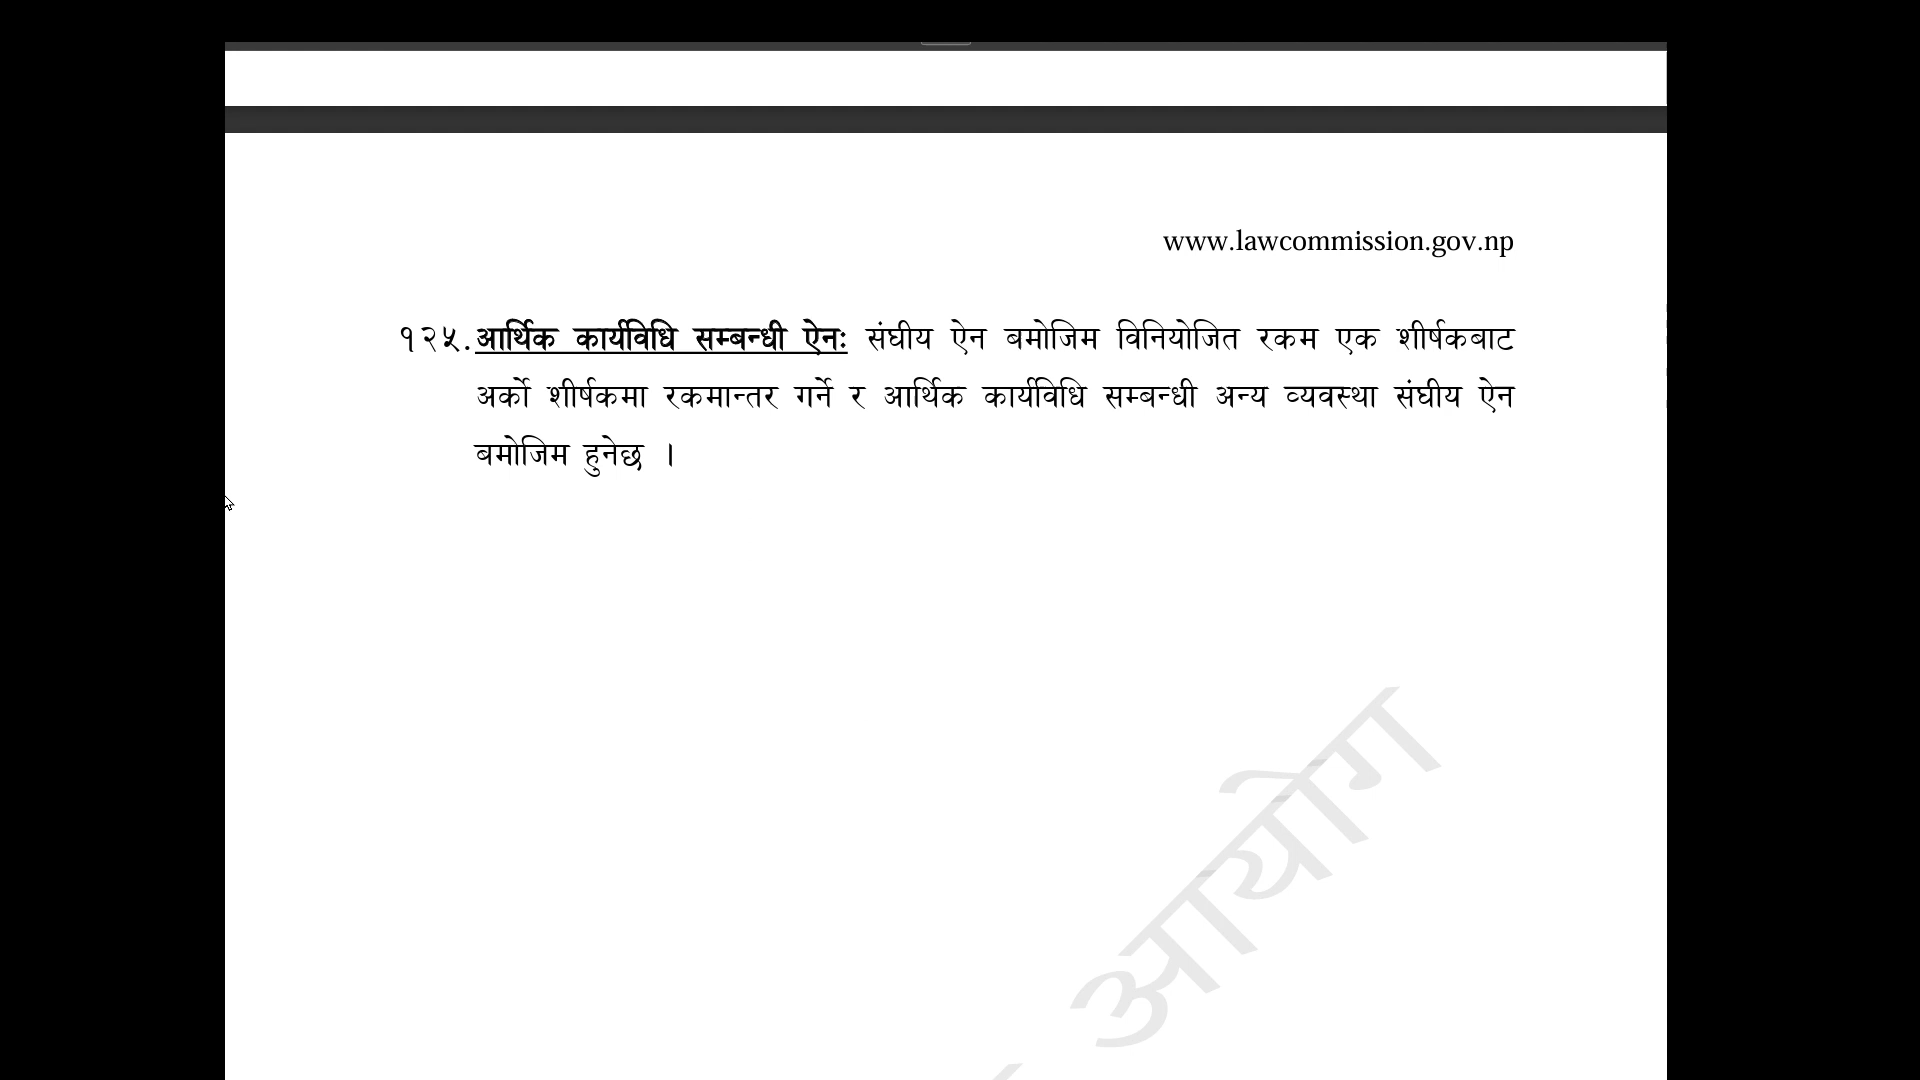 www.lawcommission.gov.np
१२५. आर्थिक कार्यविधि सम्बन्धी ऐनः संघीय ऐन बमोजिम विनियोजित रकम एक शीर्षकबाट
अर्को शीर्षकमा रकमान्तर गर्ने र आर्थिक कार्यविधि सम्बन्धी अन्य व्यवस्था संघीय ऐन
बमोजिम हुनेछ ।
आयोग